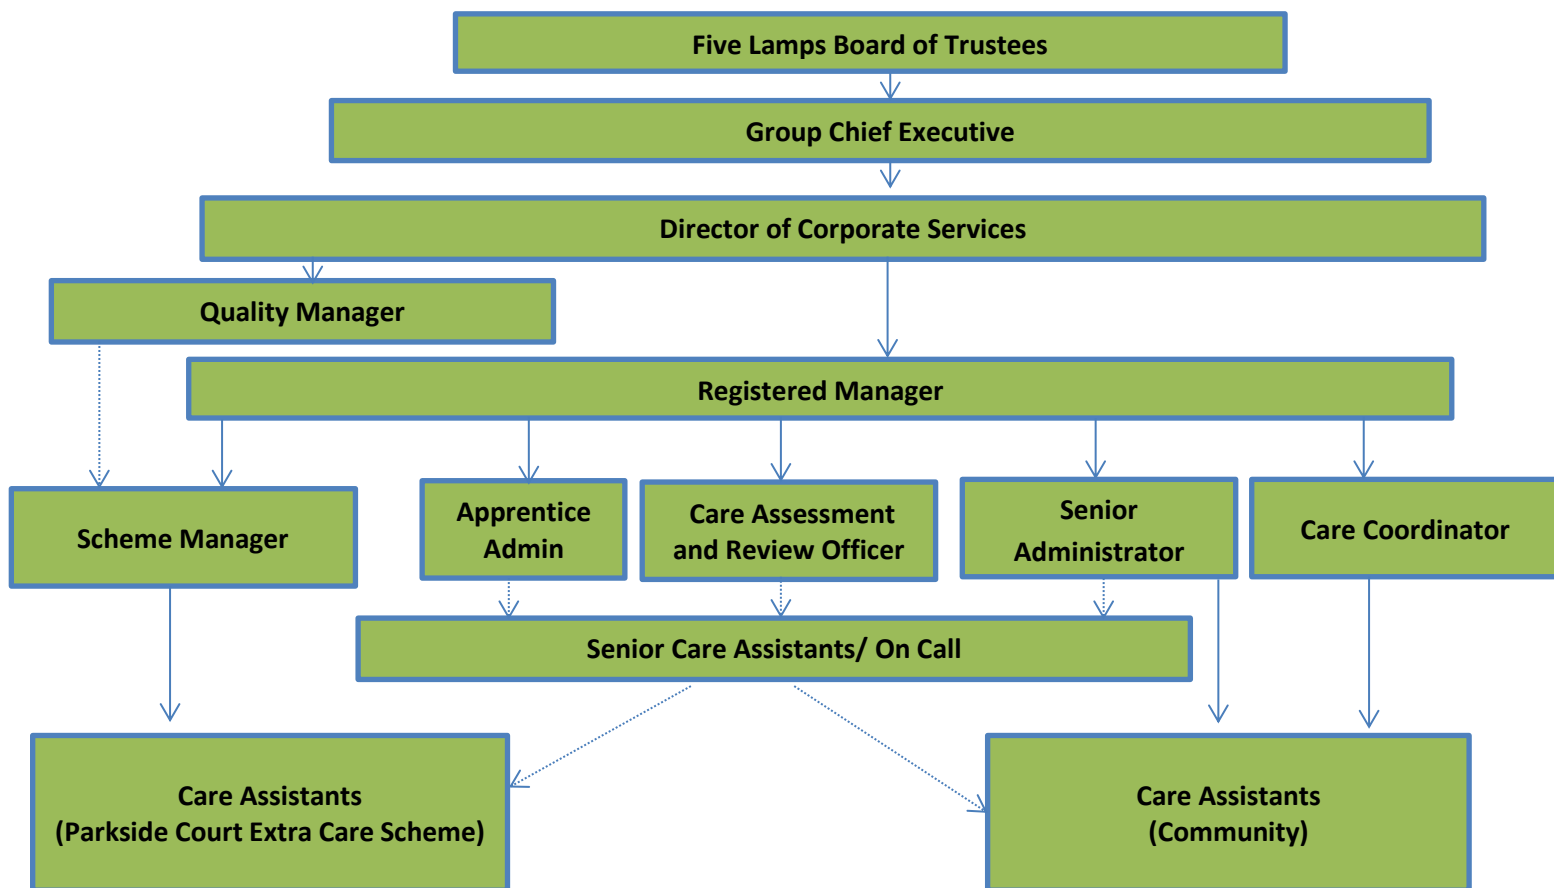 Five Lamps Board of Trustees
Group Chief Executive
Director of Corporate Services
Quality Manager
Registered Manager
Scheme Manager
Apprentice
Admin
Care Assessment
and Review Officer
Senior
Administrator
Care Coordinator
Senior Care Assistants/ On Call
Care Assistants
(Parkside Court Extra Care Scheme)
Care Assistants
(Community)